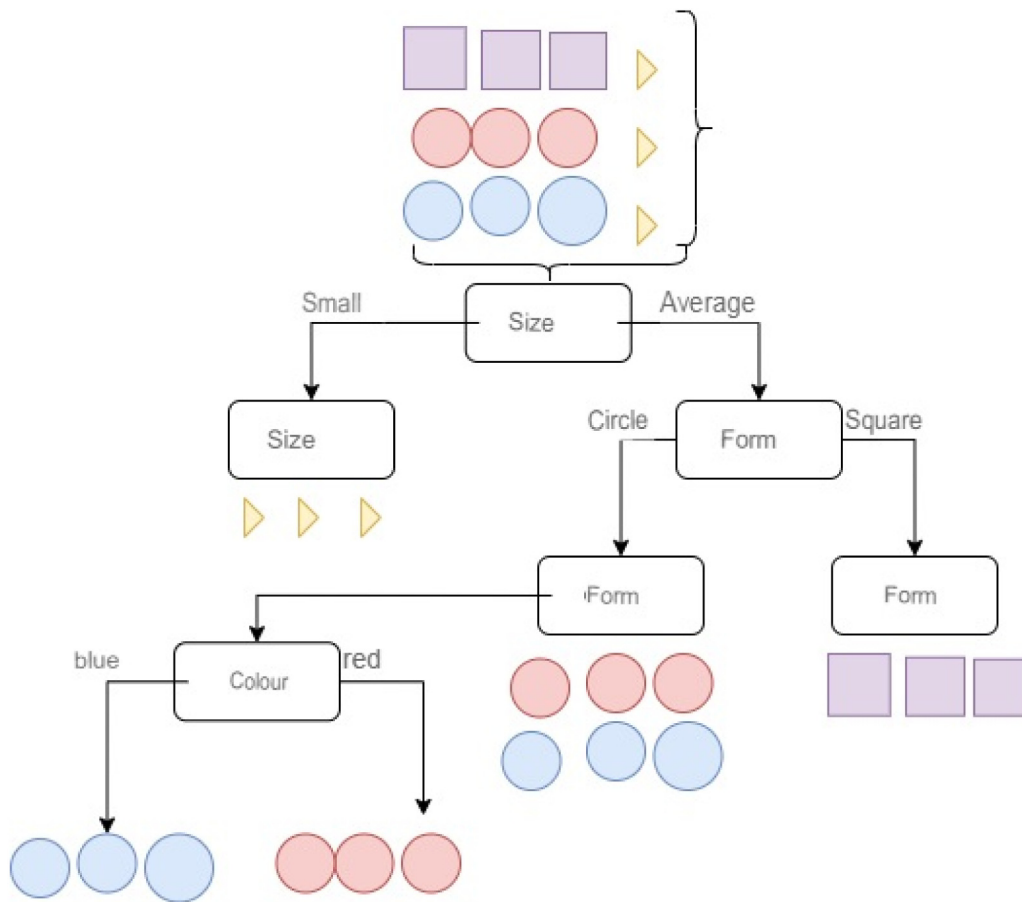 Small
Size
Average
Size
Circle
Form
Square
Form
Form
blue
Colour
red